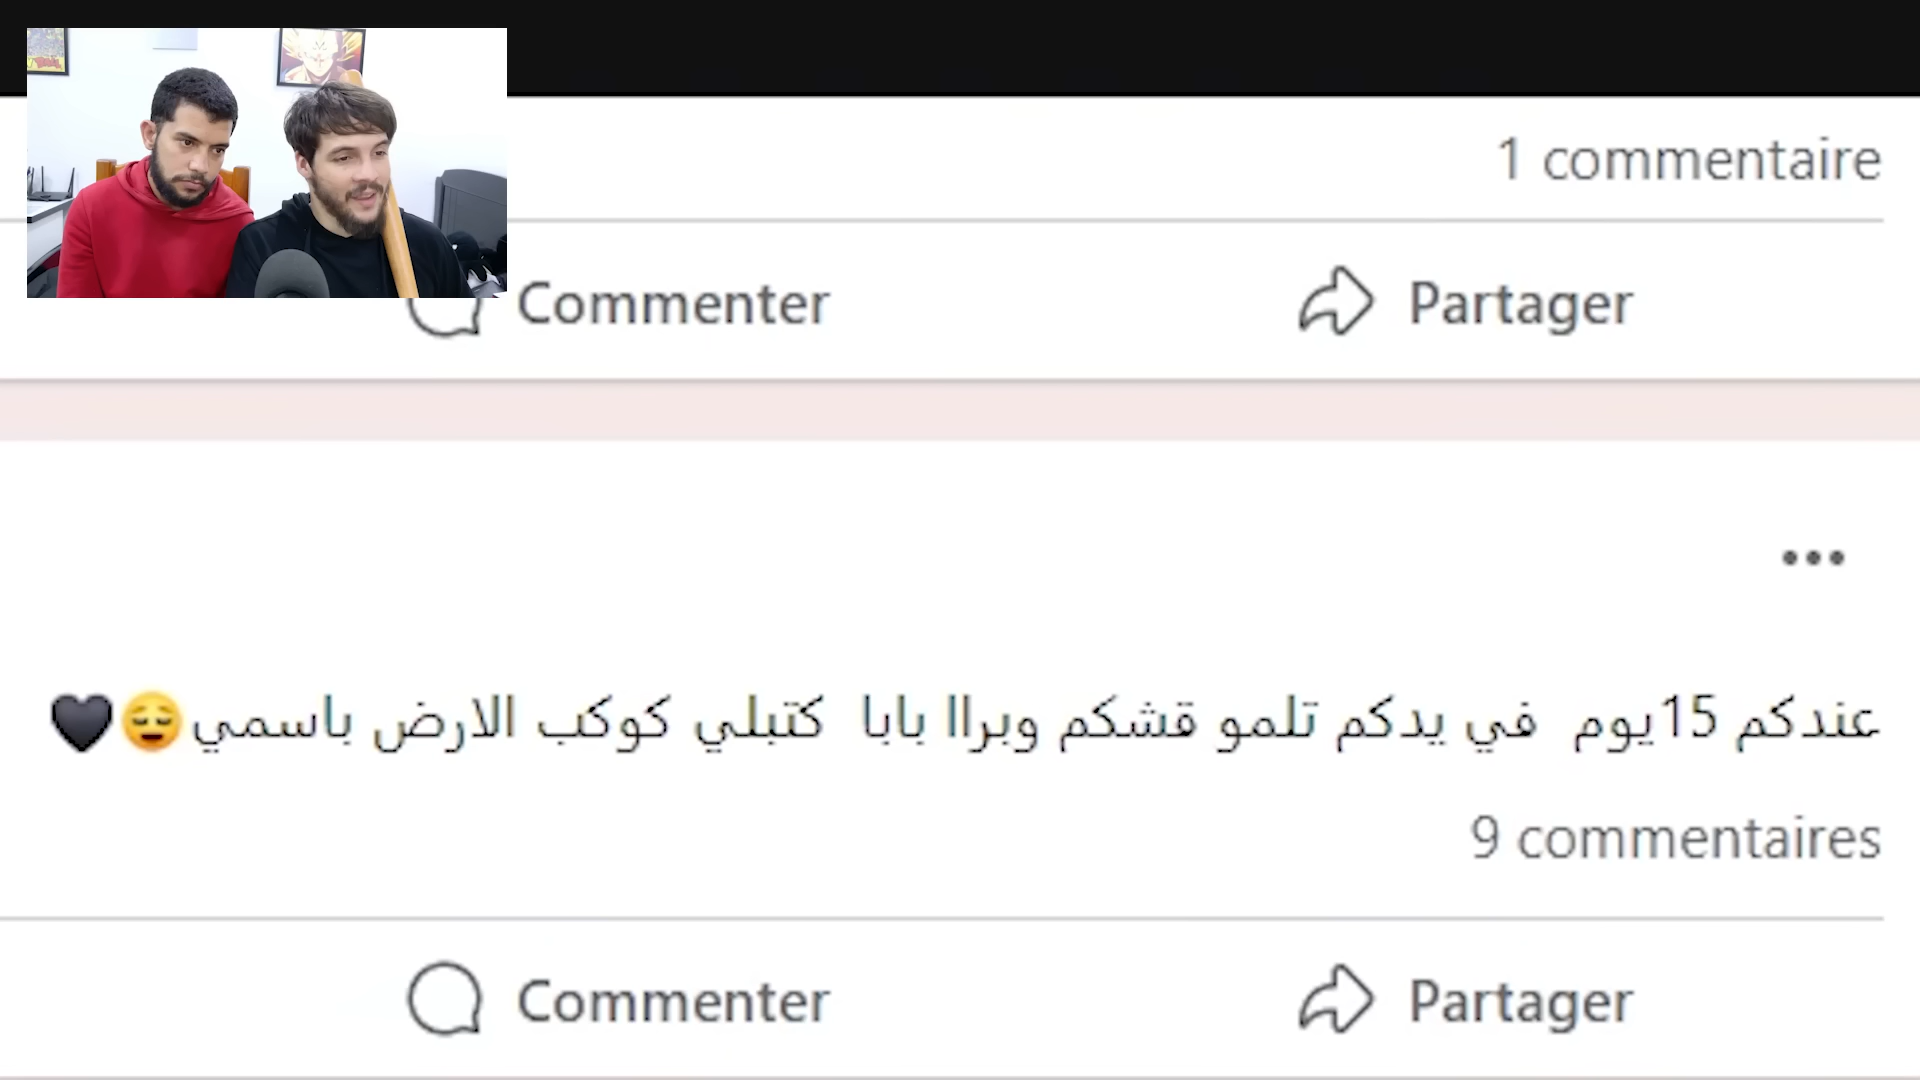 1 commentaire
Commenter
Partager
عندكم 15يوم في يدكم تلمو قشكم وبراا بابا كتبلي كوكب الارض باسمي😔🖤
9 commentaires
Commenter
Partager